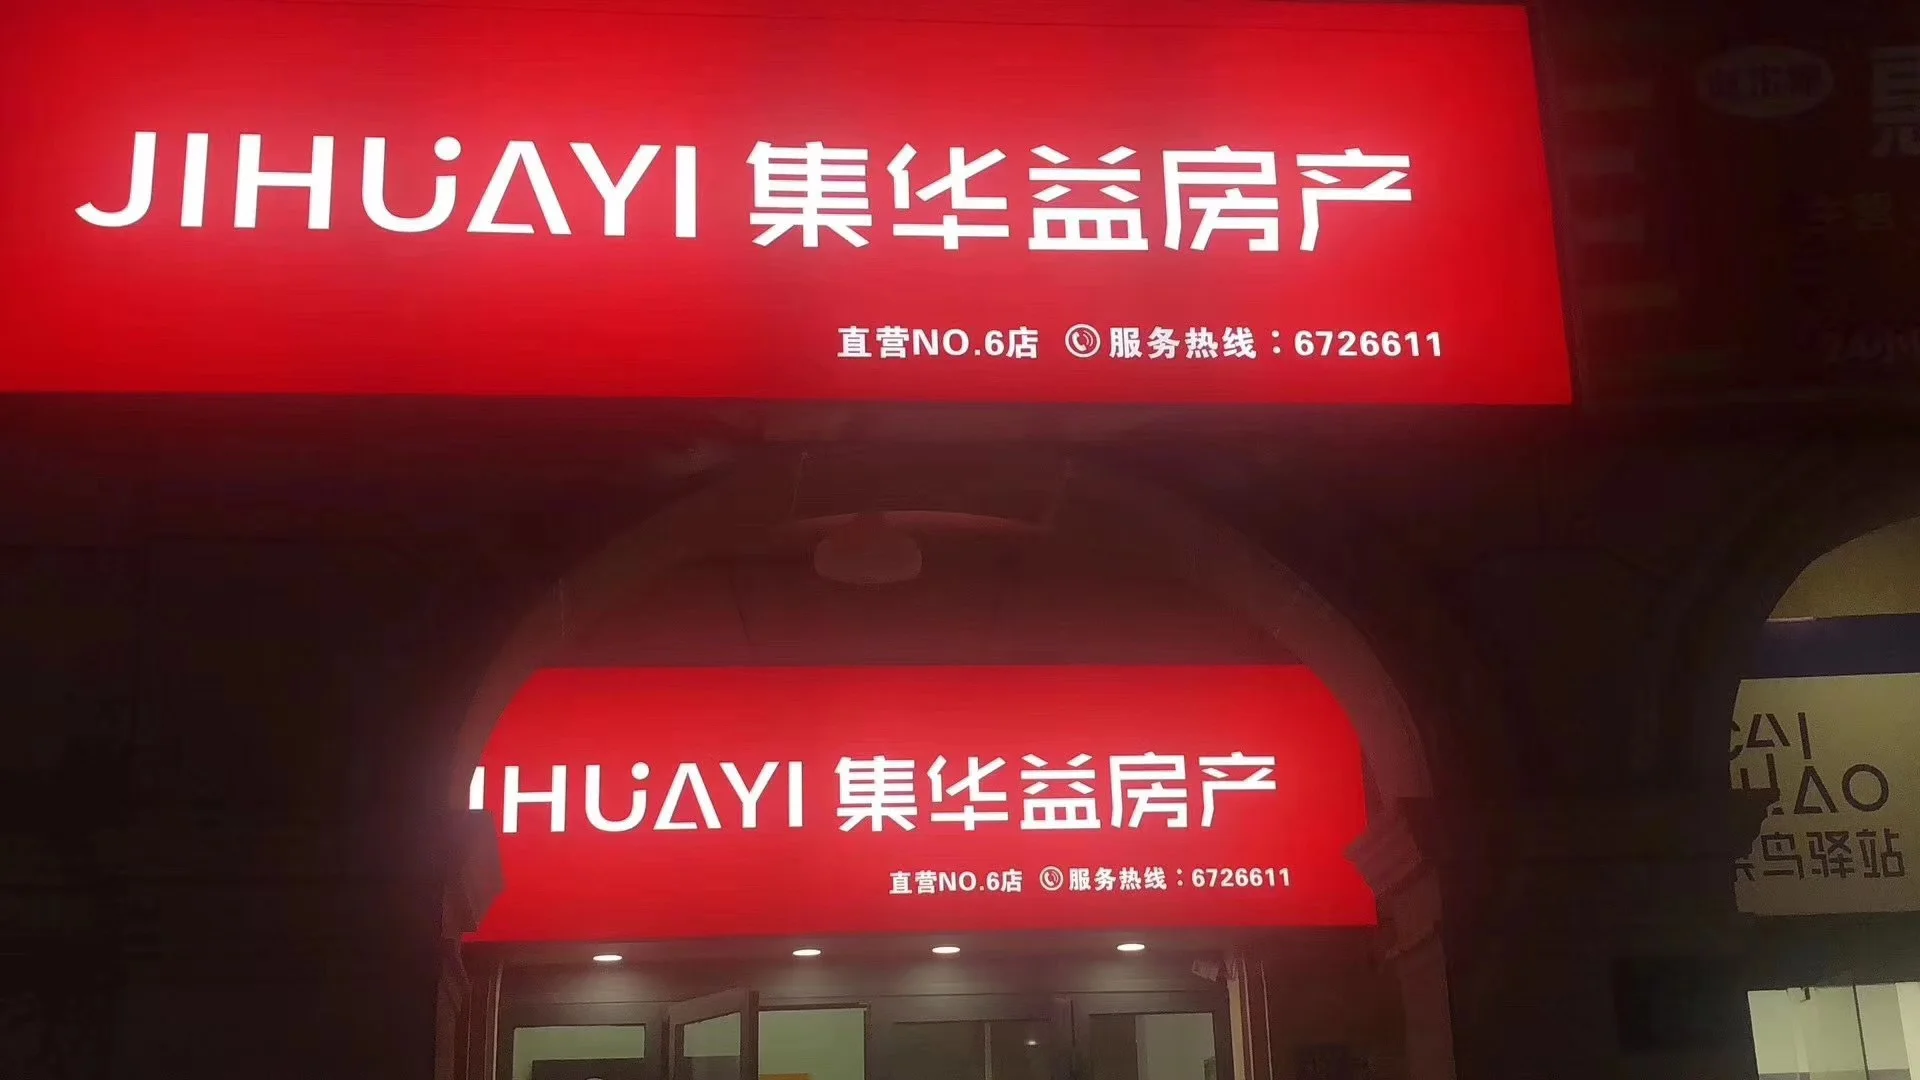 JIHUAYI 集华益房产
直营NO.6店 服务热线：6726611
IHUAYI 集华益房产
直营NO.6店 服务热线：6726611
鸟驿站